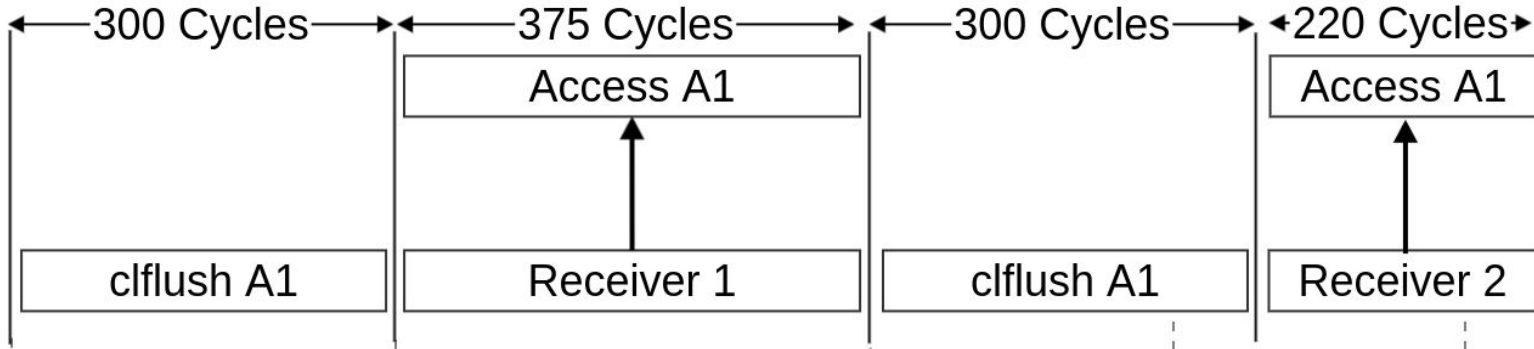 300 Cycles 375 Cycles 300 Cycles 220 Cycles
Access A1 Access A1
clflush A1 Receiver 1 clflush A1 Receiver 2